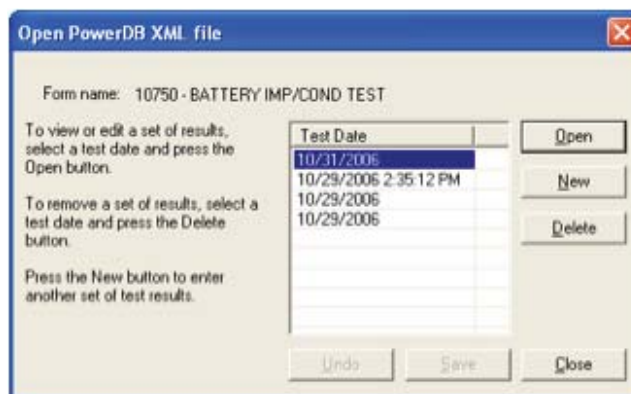 Open PowerDB XML file
Form name: 10750 - BATTERY IMP/COND TEST
To view or edit a set of results,
select a test date and press the
Open button.
To remove a set of results, select a
test date and press the Delete
button.
Press the New button to enter
another set of test results.
Test Date
10/31/2006
10/29/2006 2:35:12 PM
10/29/2006
10/29/2006
Open
New
Delete
Undo
Save
Close